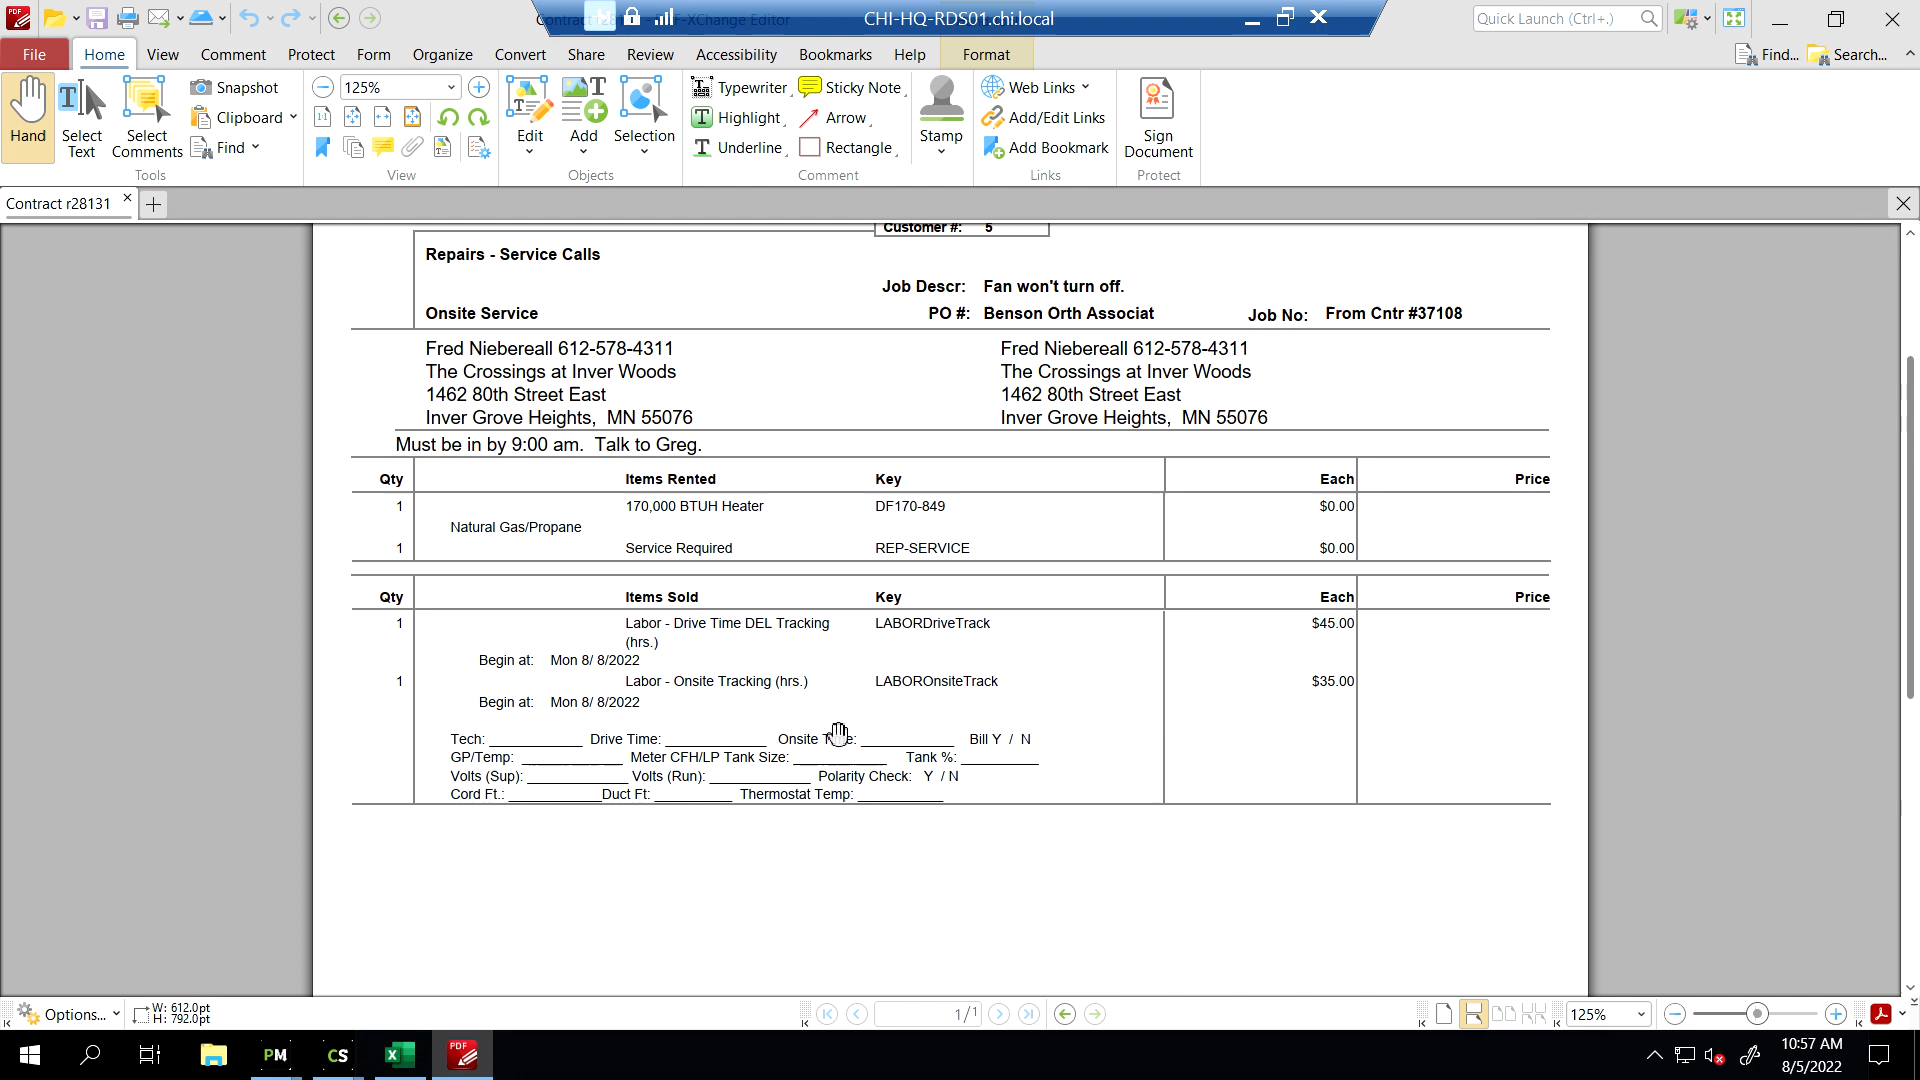 CHI-HQ-RDS01.chi.local
Quick Launch (Ctrl+.)
File Home View Comment Protect Form Organize Convert Share Review Accessibility Bookmarks Help Format
Find... Search...
Hand
Select Text
Select Comments
Snapshot
Clipboard
Find
Tools
125%
View
Edit
Add
Selection
Objects
Typewriter Sticky Note
Highlight Arrow
Underline Rectangle
Comment
Stamp
Web Links
Add/Edit Links
Add Bookmark
Links
Sign Document
Protect
Contract r28131
Customer #: 5
Repairs - Service Calls
Job Descr: Fan won't turn off.
Onsite Service PO #: Benson Orth Associat Job No: From Cntr #37108
Fred Niebereall 612-578-4311 Fred Niebereall 612-578-4311
The Crossings at Inver Woods The Crossings at Inver Woods
1462 80th Street East 1462 80th Street East
Inver Grove Heights, MN 55076 Inver Grove Heights, MN 55076
Must be in by 9:00 am. Talk to Greg.
Qty Items Rented Key Each Price
1 170,000 BTUH Heater DF170-849 $0.00
Natural Gas/Propane
1 Service Required REP-SERVICE $0.00
Qty Items Sold Key Each Price
1 Labor - Drive Time DEL Tracking LABORDriveTrack $45.00
(hrs.)
Begin at: Mon 8/ 8/2022
1 Labor - Onsite Tracking (hrs.) LABOROnsiteTrack $35.00
Begin at: Mon 8/ 8/2022
Tech: ____________ Drive Time: _____________ Onsite Time: ____________ Bill Y / N
GP/Temp: _____________ Meter CFH/LP Tank Size: ____________ Tank %: __________
Volts (Sup): _____________ Volts (Run): _____________ Polarity Check: Y / N
Cord Ft.: ____________Duct Ft: __________ Thermostat Temp: ___________
Options...
W: 612.0pt
H: 792.0pt
1/1
125%
PM CS
10:57 AM
8/5/2022